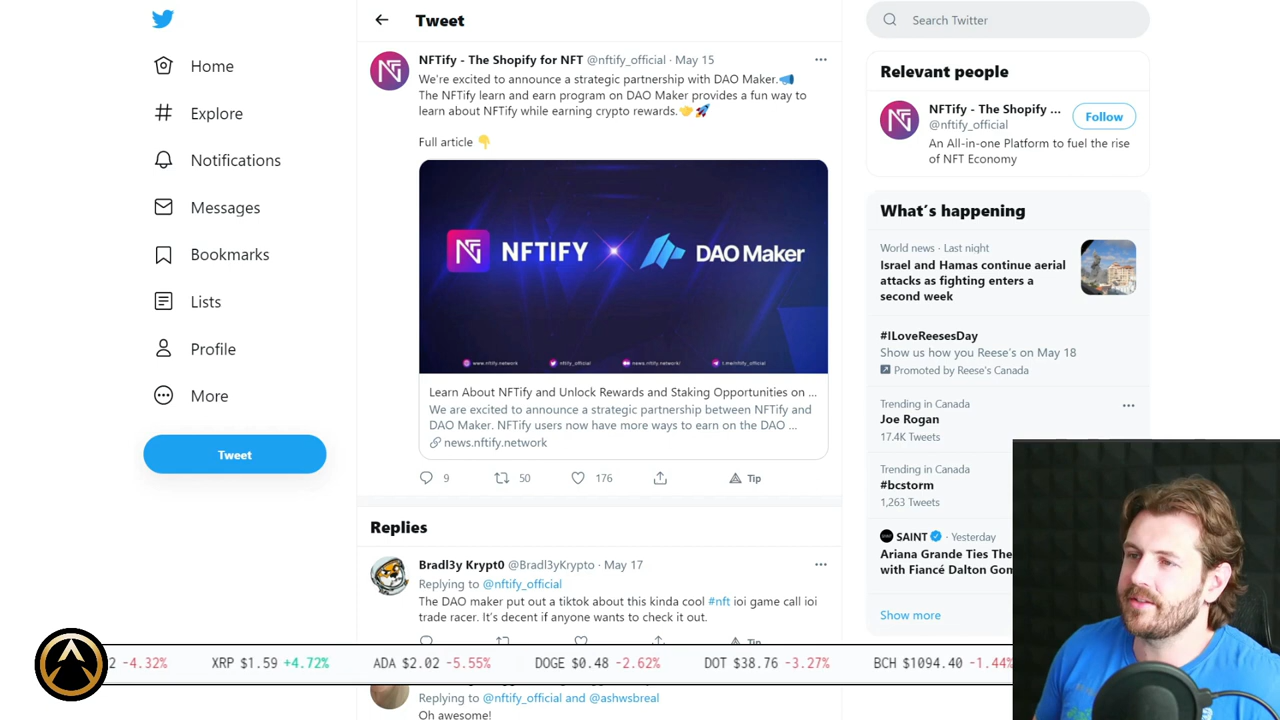 Home
Explore
Notifications
Messages
Bookmarks
Lists
Profile
More
Tweet
Tweet
NFTify - The Shopify for NFT @nftify_official · May 15
We're excited to announce a strategic partnership with DAO Maker.📣
The NFTify learn and earn program on DAO Maker provides a fun way to
learn about NFTify while earning crypto rewards.🤝🚀
Full article 👇
NFTIFY
DAO Maker
www.nftify.network
nftify_official
news.nftify.network/
t.me/nftify_official
Learn About NFTify and Unlock Rewards and Staking Opportunities on ...
We are excited to announce a strategic partnership between NFTify and
DAO Maker. NFTify users now have more ways to earn on the DAO ...
news.nftify.network
9 50 176 Tip
Replies
Bradl3y Krypt0 @Bradl3yKrypto · May 17
Replying to @nftify_official
The DAO maker put out a tiktok about this kinda cool #nft ioi game call ioi
trade racer. It's decent if anyone wants to check it out.
Tip
Replying to @nftify_official and @ashwsbreal
Oh awesome!
Search Twitter
Relevant people
NFTify - The Shopify ...
@nftify_official
Follow
An All-in-one Platform to fuel the rise
of NFT Economy
What's happening
World news · Last night
Israel and Hamas continue aerial
attacks as fighting enters a
second week
#ILoveReesesDay
Show us how you Reese's on May 18
Promoted by Reese's Canada
Trending in Canada
Joe Rogan
17.4K Tweets
Trending in Canada
#bcstorm
1,263 Tweets
SAINT · Yesterday
Ariana Grande Ties The
with Fiancé Dalton Gom
Show more
2 -4.32% XRP $1.59 +4.72% ADA $2.02 -5.55% DOGE $0.48 -2.62% DOT $38.76 -3.27% BCH $1094.40 -1.44%